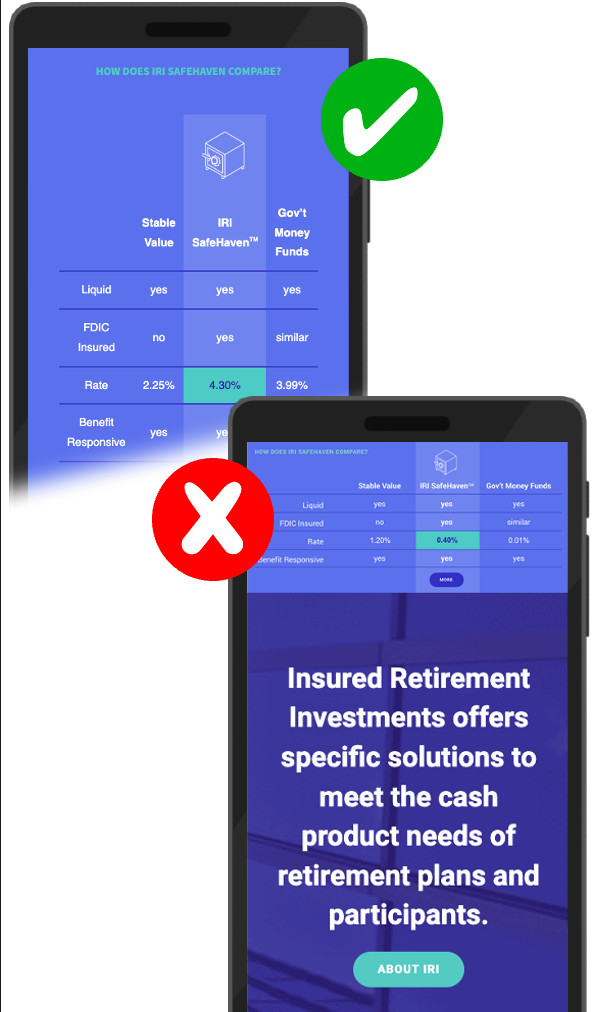 HOW DOES IRI SAFEHAVEN COMPARE?
Stable Value IRI SafeHaven™ Gov't Money Funds
Liquid yes yes yes
FDIC Insured no yes similar
Rate 2.25% 4.30% 3.99%
Benefit Responsive yes
HOW DOES IRI SAFEHAVEN COMPARE?
Stable Value IRI SafeHaven™ Gov't Money Funds
Liquid yes yes yes
FDIC Insured no yes similar
Rate 1.20% 0.40% 0.01%
Benefit Responsive yes yes yes
MORE
Insured Retirement
Investments offers
specific solutions to
meet the cash
product needs of
retirement plans and
participants.
ABOUT IRI